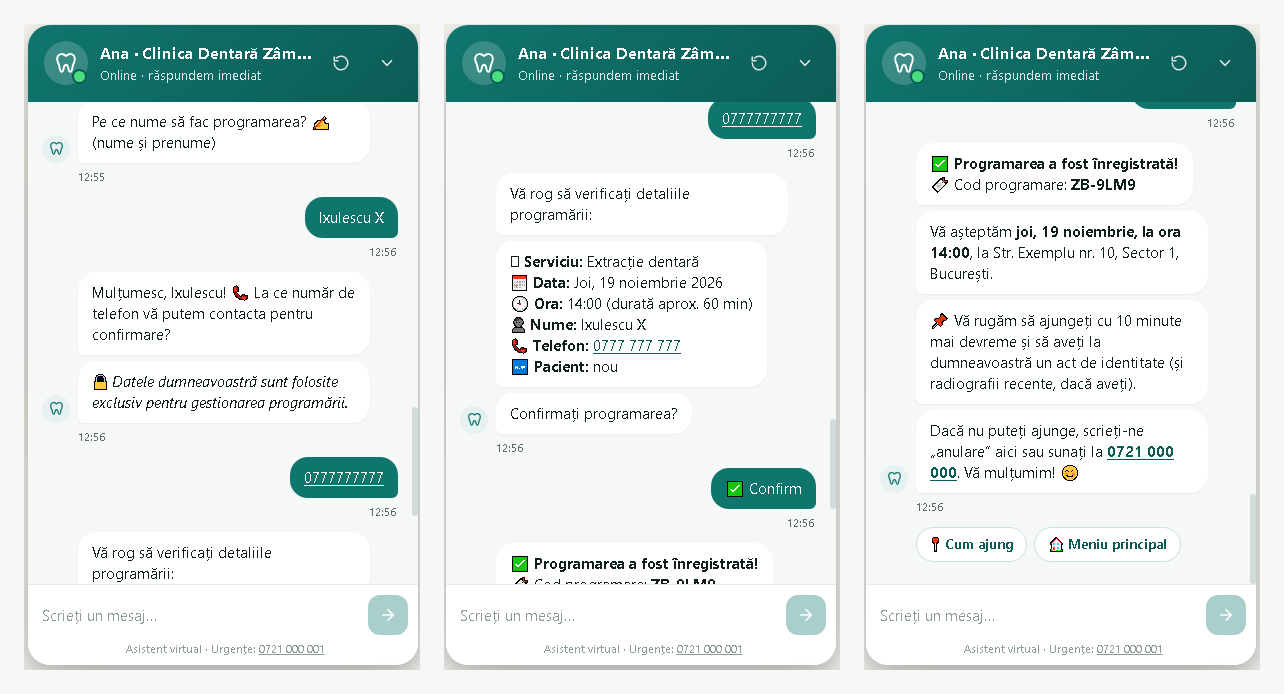 Ana · Clinica Dentară Zâm...
Online · răspundem imediat
Pe ce nume să fac programarea? ✍️
(nume și prenume)
12:55
Ixulescu X
12:56
Mulțumesc, Ixulescu! 📞 La ce număr de
telefon vă putem contacta pentru
confirmare?
🔒 Datele dumneavoastră sunt folosite
exclusiv pentru gestionarea programării.
12:56
0777777777
12:56
Vă rog să verificați detaliile
programării:
Scrieți un mesaj...
Asistent virtual · Urgențe: 0721 000 001
Ana · Clinica Dentară Zâm...
Online · răspundem imediat
0777777777
12:56
Vă rog să verificați detaliile
programării:
Serviciu: Extracție dentară
📅 Data: Joi, 19 noiembrie 2026
🕒 Ora: 14:00 (durată aprox. 60 min)
👤 Nume: Ixulescu X
📞 Telefon: 0777 777 777
Pacient: nou
Confirmați programarea?
12:56
✅ Confirm
12:56
✅ Programarea a fost înregistrată!
Cod programare: ZB-9LM9
Scrieți un mesaj...
Asistent virtual · Urgențe: 0721 000 001
Ana · Clinica Dentară Zâm...
Online · răspundem imediat
12:56
✅ Programarea a fost înregistrată!
Cod programare: ZB-9LM9
Vă așteptăm joi, 19 noiembrie, la ora
14:00, la Str. Exemplu nr. 10, Sector 1,
București.
📌 Vă rugăm să ajungeți cu 10 minute
mai devreme și să aveți la
dumneavoastră un act de identitate (și
radiografii recente, dacă aveți).
Dacă nu puteți ajunge, scrieți-ne
„anulare” aici sau sunați la 0721 000
000. Vă mulțumim! 😊
12:56
📍 Cum ajung
🏠 Meniu principal
Scrieți un mesaj...
Asistent virtual · Urgențe: 0721 000 001